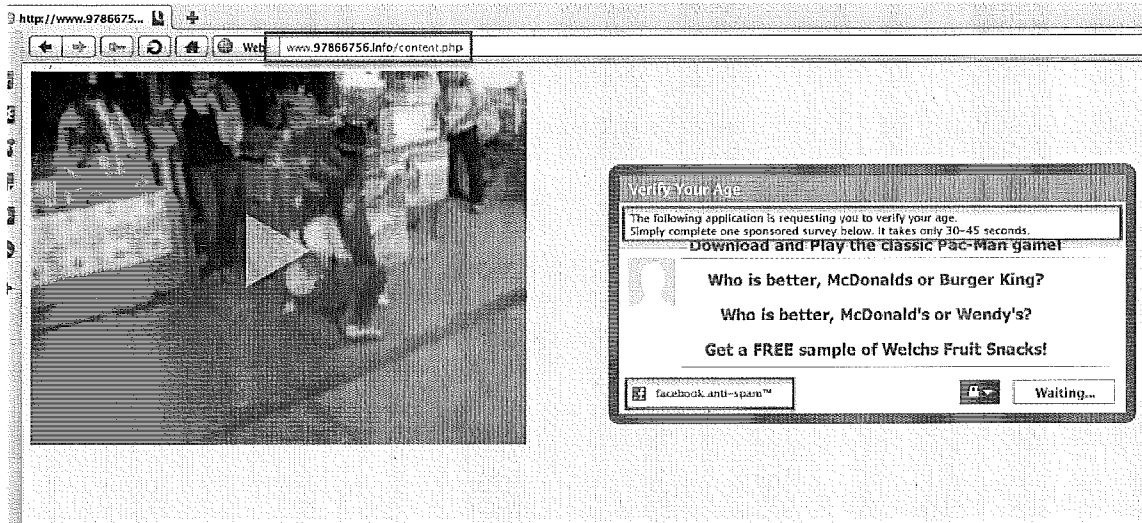 http://www.9786675...
Web
www.97866756.info/content.php
Verify Your Age
The following application is requesting you to verify your age.
Simply complete one sponsored survey below. It takes only 30-45 seconds.
Download and Play the classic Pac-Man game!
Who is better, McDonalds or Burger King?
Who is better, McDonald's or Wendy's?
Get a FREE sample of Welchs Fruit Snacks!
facebook anti-spam™
Waiting...